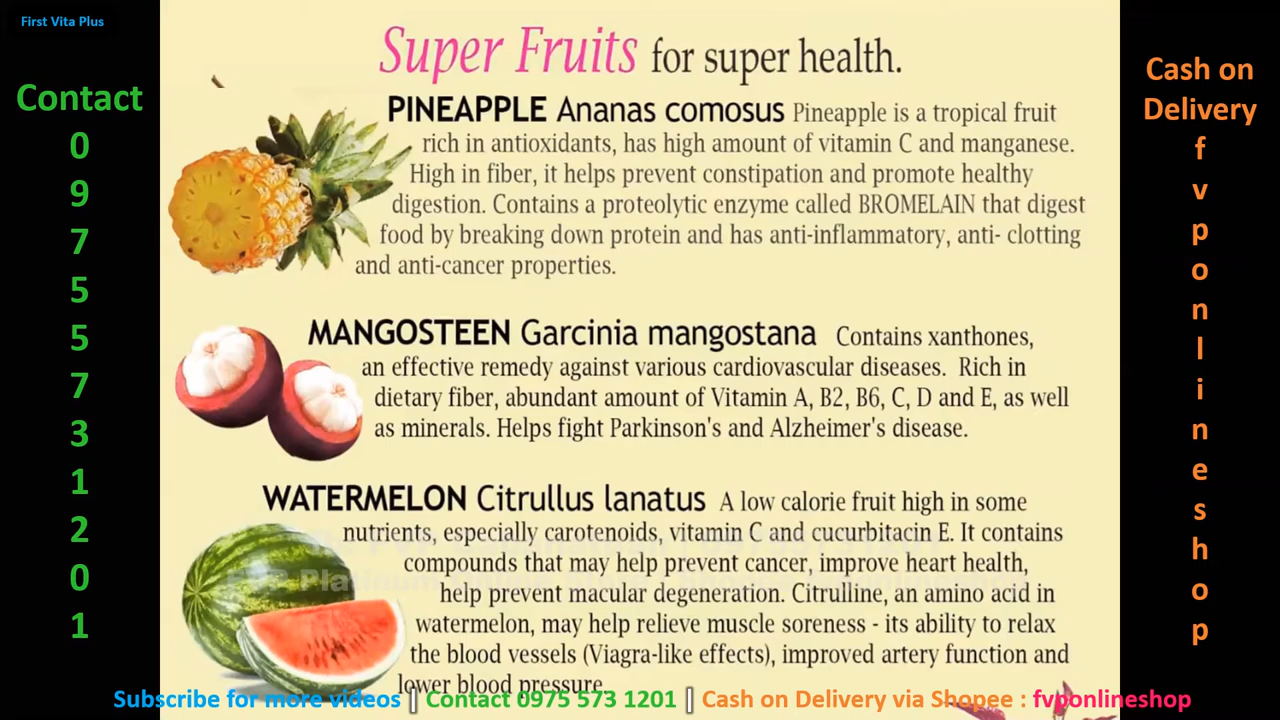 First Vita Plus
Contact
0
9
7
5
5
7
3
1
2
0
1
Super Fruits for super health.
PINEAPPLE Ananas comosus Pineapple is a tropical fruit
rich in antioxidants, has high amount of vitamin C and manganese.
High in fiber, it helps prevent constipation and promote healthy
digestion. Contains a proteolytic enzyme called BROMELAIN that digest
food by breaking down protein and has anti-inflammatory, anti- clotting
and anti-cancer properties.
MANGOSTEEN Garcinia mangostana Contains xanthones,
an effective remedy against various cardiovascular diseases. Rich in
dietary fiber, abundant amount of Vitamin A, B2, B6, C, D and E, as well
as minerals. Helps fight Parkinson's and Alzheimer's disease.
WATERMELON Citrullus lanatus A low calorie fruit high in some
nutrients, especially carotenoids, vitamin C and cucurbitacin E. It contains
compounds that may help prevent cancer, improve heart health,
help prevent macular degeneration. Citrulline, an amino acid in
watermelon, may help relieve muscle soreness - its ability to relax
the blood vessels (Viagra-like effects), improved artery function and
lower blood pressure
Cash on
Delivery
f
v
p
o
n
l
i
n
e
s
h
o
p
Subscribe for more videos | Contact 0975 573 1201 | Cash on Delivery via Shopee : fvponlineshop